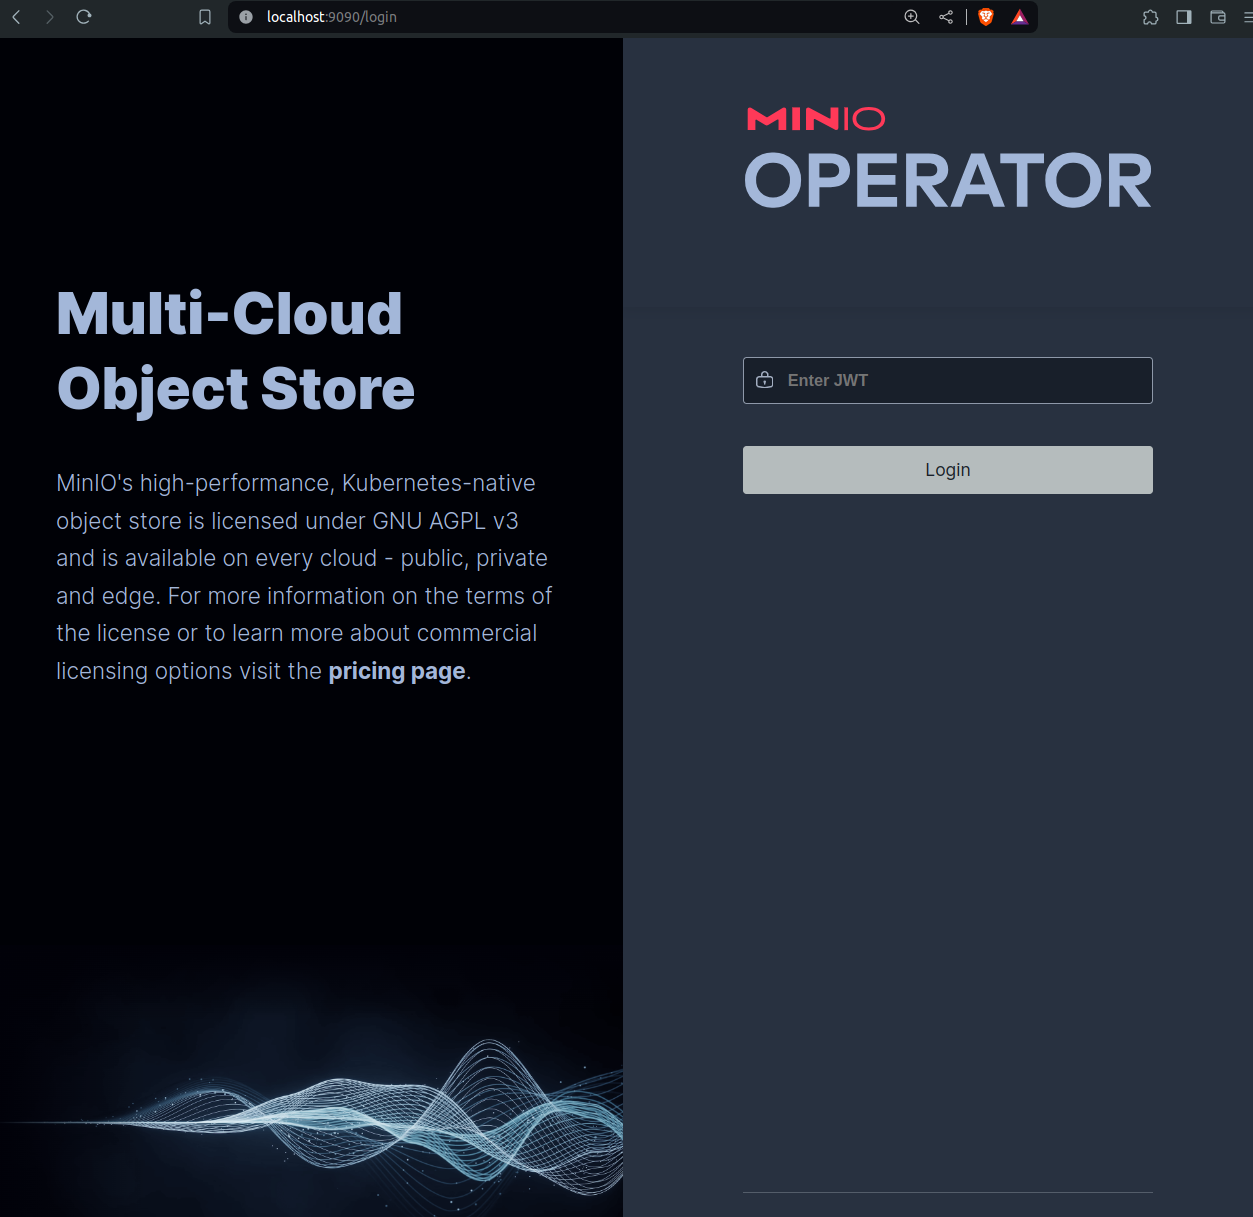 localhost:9090/login
MINIO
OPERATOR
Multi-Cloud
Object Store
MinIO's high-performance, Kubernetes-native
object store is licensed under GNU AGPL v3
and is available on every cloud - public, private
and edge. For more information on the terms of
the license or to learn more about commercial
licensing options visit the pricing page.
Enter JWT
Login